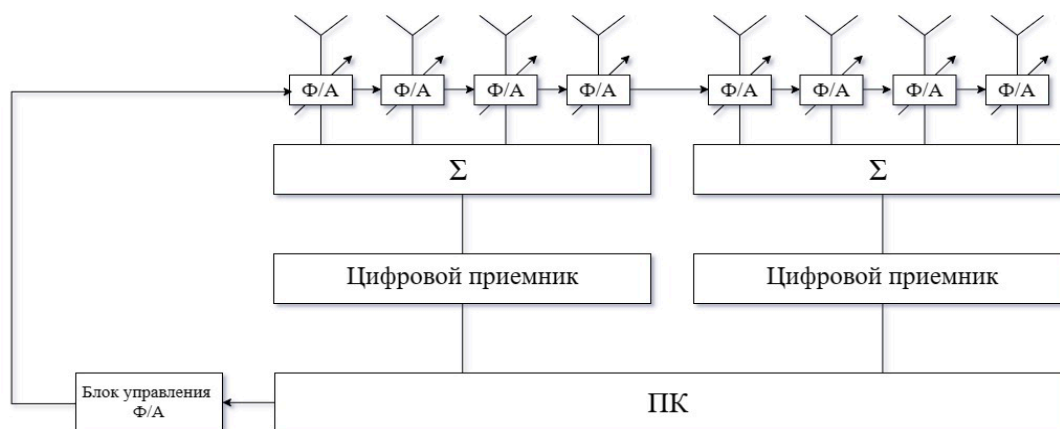 Ф/А Ф/А Ф/А Ф/А Ф/А Ф/А Ф/А Ф/А
Σ Σ
Цифровой приемник Цифровой приемник
Блок управления
Ф/А
ПК